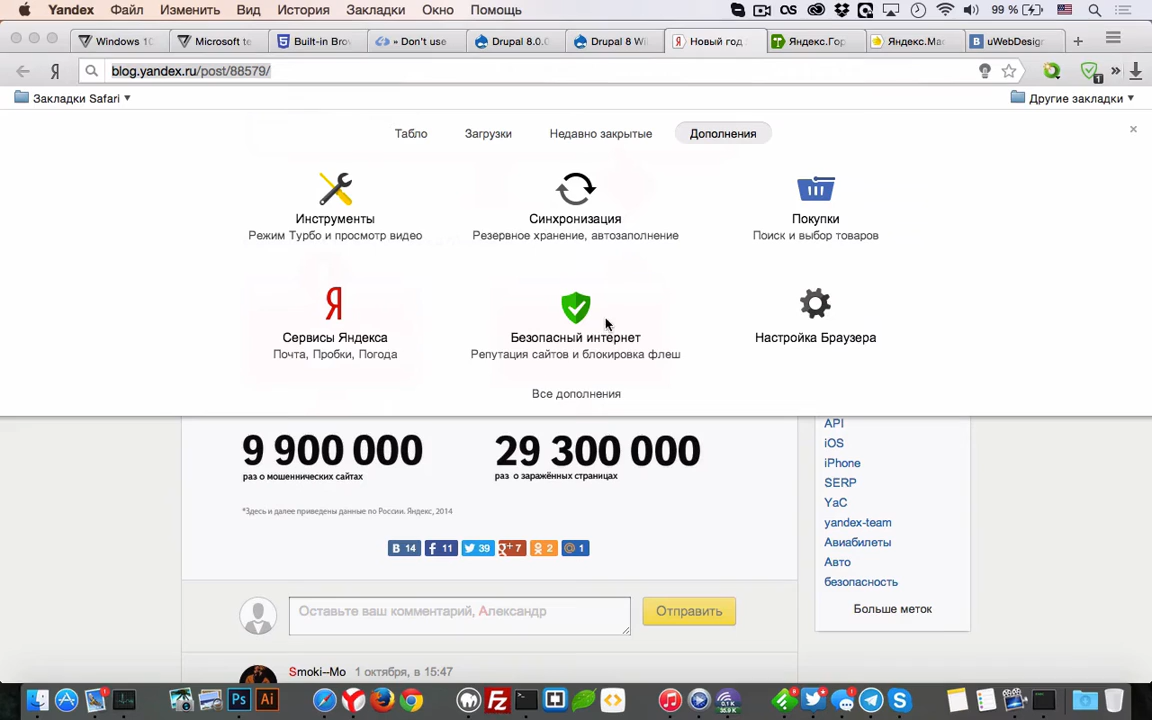 Yandex Файл Изменить Вид История Закладки Окно Помощь 99 %
Windows 10 Microsoft te Built-in Bro » Don't use Drupal 8.0.0 Drupal 8 Wi Новый год Яндекс.Гор Яндекс.Мас uWebDesign
Я blog.yandex.ru/post/88579/ 1 »
Закладки Safari Другие закладки
Табло Загрузки Недавно закрытые Дополнения ×
Инструменты Синхронизация Покупки
Режим Турбо и просмотр видео Резервное хранение, автозаполнение Поиск и выбор товаров
Я
Сервисы Яндекса Безопасный интернет Настройка Браузера
Почта, Пробки, Погода Репутация сайтов и блокировка флеш
Все дополнения
9 900 000 29 300 000
раз о мошеннических сайтах раз о заражённых страницах
*Здесь и далее приведены данные по России. Яндекс, 2014
В 14 f 11 39 g+ 7 2 @ 1
Оставьте ваш комментарий, Александр Отправить
Smoki--Mo 1 октября, в 15:47
API
iOS
iPhone
SERP
YaC
yandex-team
Авиабилеты
Авто
безопасность
Больше меток